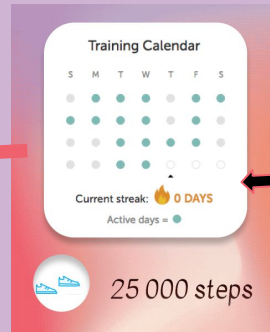 Training Calendar
S M T W T F S
Current streak: 0 DAYS
Active days =
25 000 steps